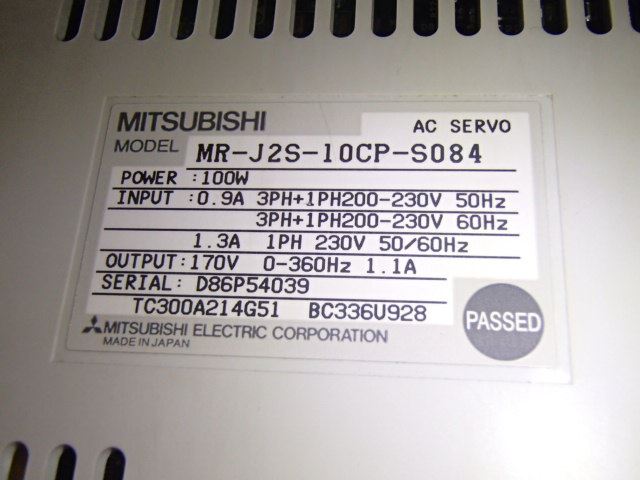 MITSUBISHI AC SERVO
MODEL MR-J2S-10CP-S084
POWER :100W
INPUT :0.9A 3PH+1PH200-230V 50Hz
3PH+1PH200-230V 60Hz
1.3A 1PH 230V 50/60Hz
OUTPUT:170V 0-360Hz 1.1A
SERIAL: D86P54039
TC300A214G51 BC336U928
MITSUBISHI ELECTRIC CORPORATION
MADE IN JAPAN
PASSED